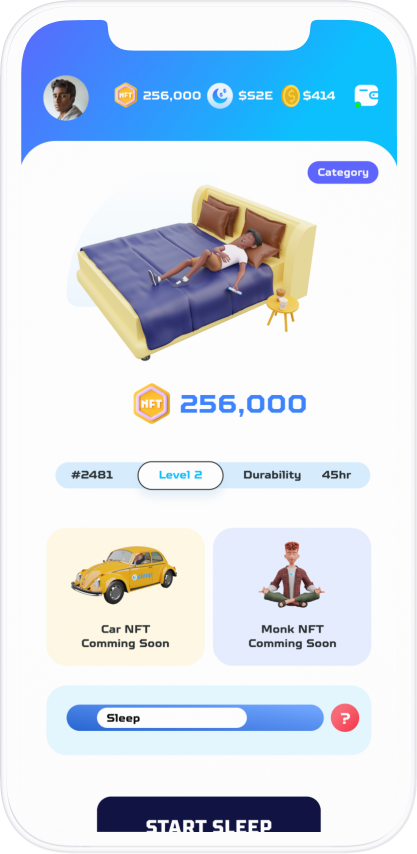 NFT 256,000 $S2E $414
Category
NFT 256,000
#2481 Level 2 Durability 45hr
Car NFT
Comming Soon
Monk NFT
Comming Soon
Sleep ?
START SLEEP